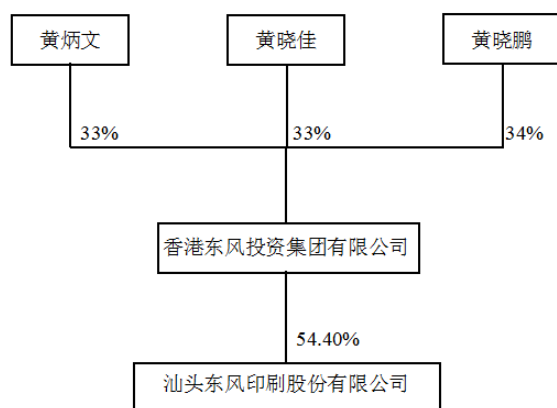 黄炳文
黄晓佳
黄晓鹏
33%
33%
34%
香港东风投资集团有限公司
54.40%
汕头东风印刷股份有限公司